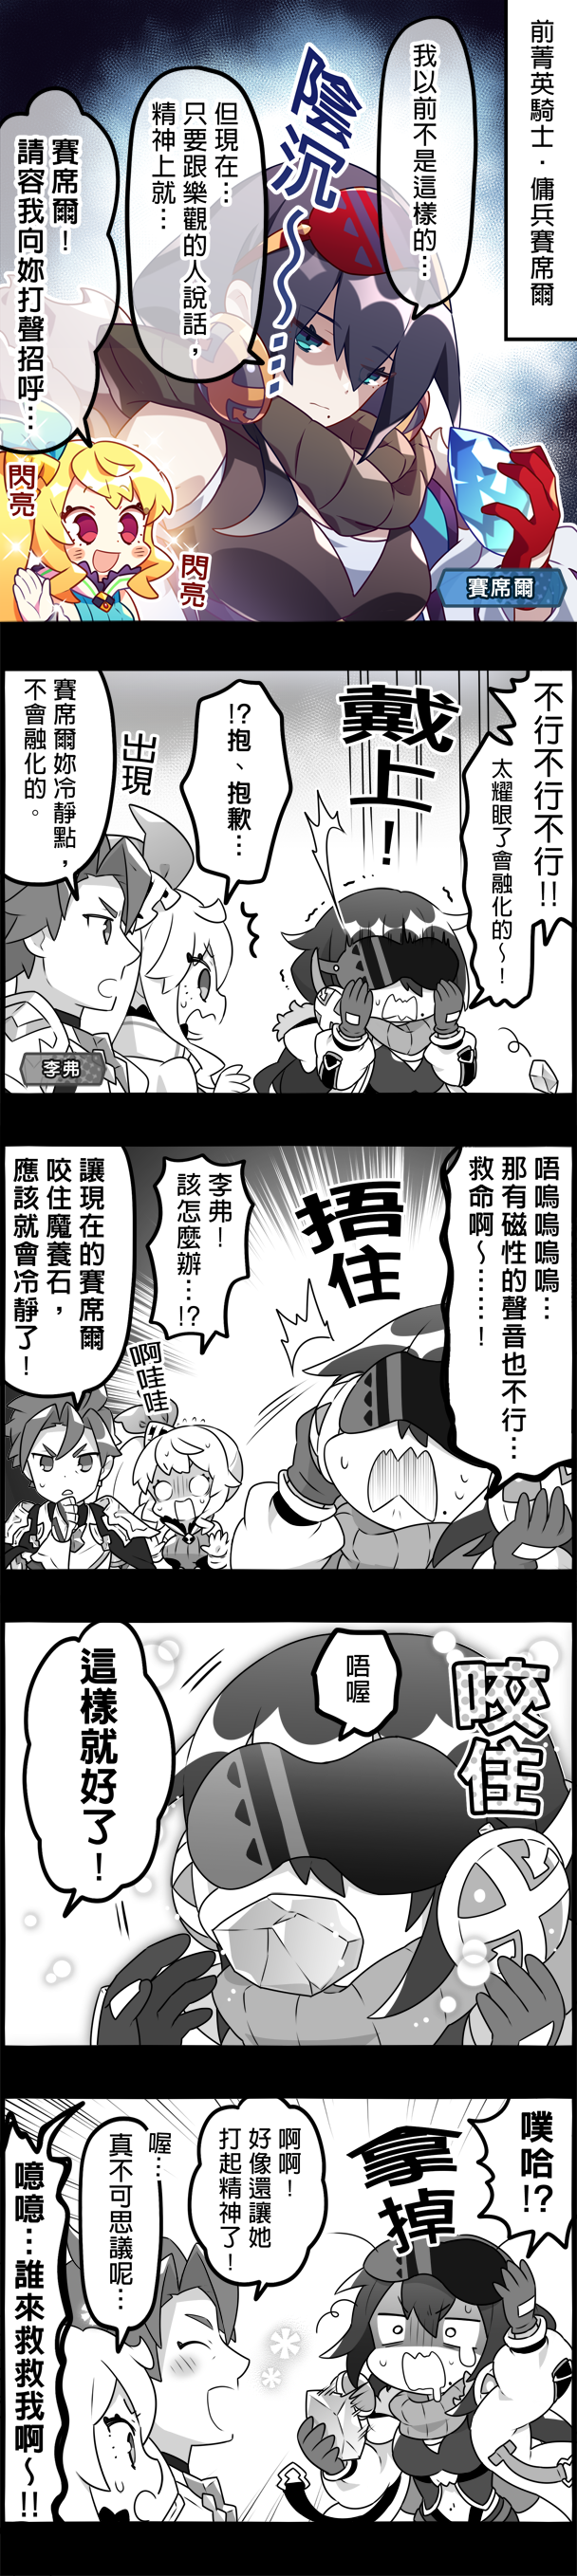 前菁英騎士．傭兵賽席爾
我以前不是這樣的…
陰沉～…
但現在…
只要跟樂觀的人說話，
精神上就…
賽席爾！
請容我向妳打聲招呼…
閃亮
閃亮
賽席爾
不行不行不行!!
太耀眼了會融化的～！
戴上！
!?抱、抱歉…
出現
賽席爾妳冷靜點，
不會融化的。
李弗
唔嗚嗚嗚嗚…
那有磁性的聲音也不行…
救命啊～……！
摀住
李弗！
該怎麼辦…!?
啊哇哇
讓現在的賽席爾
咬住魔養石，
應該就會冷靜了！
咬住
唔喔
這樣就好了！
噗哈!?
拿掉
啊啊！
好像還讓她
打起精神了！
喔…
真不可思議呢…
噫噫…誰來救救我啊～!!